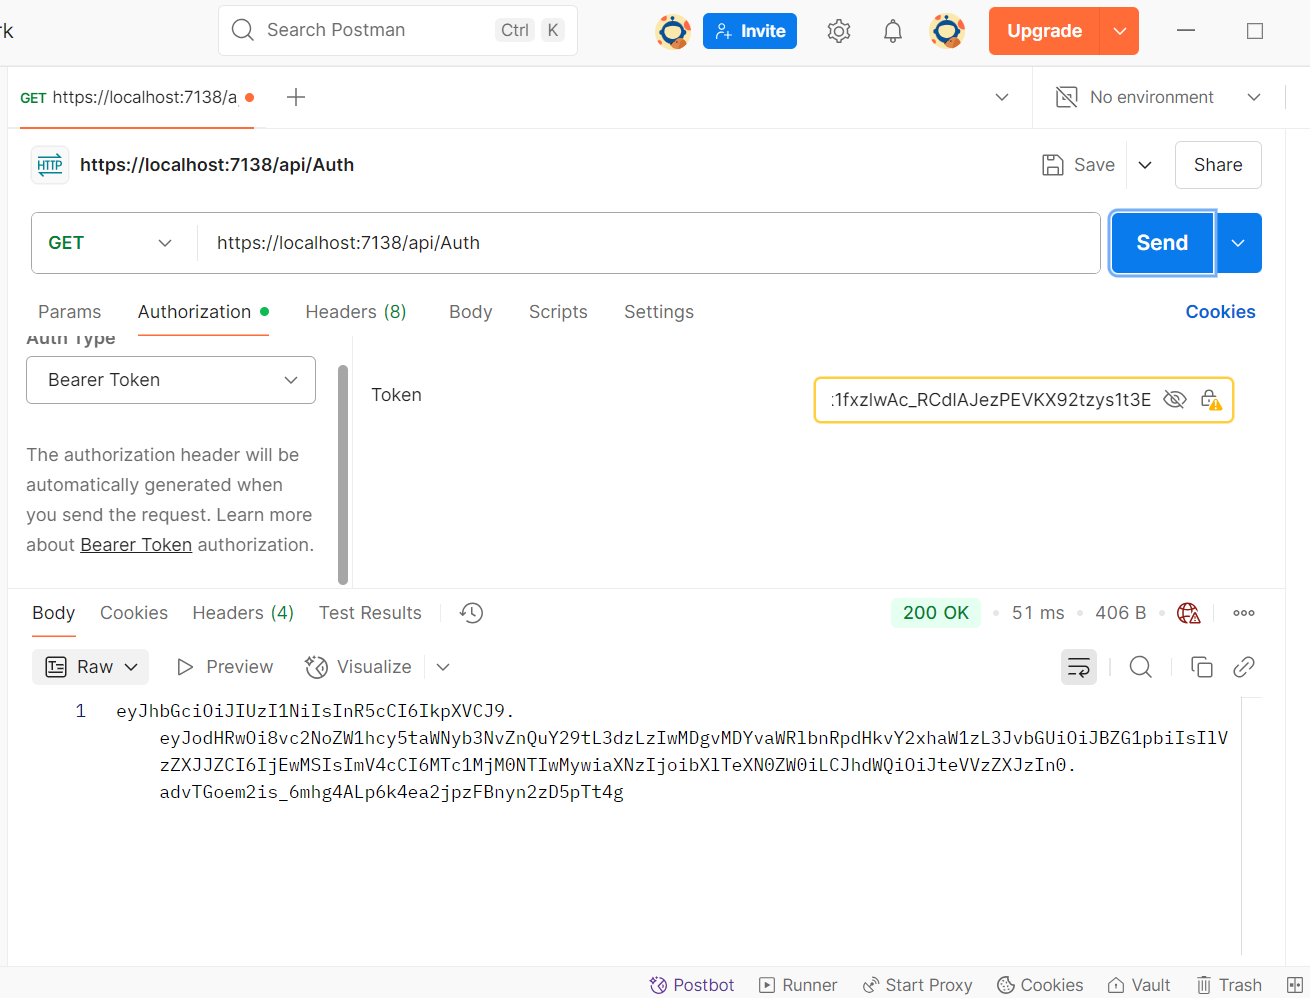 rk
Search Postman Ctrl K
Invite
Upgrade
GET https://localhost:7138/a
No environment
HTTP https://localhost:7138/api/Auth
Save
Share
GET
https://localhost:7138/api/Auth
Send
Params Authorization Headers (8) Body Scripts Settings
Cookies
Auth Type
Bearer Token
Token
:1fxzlwAc_RCdlAJezPEVKX92tzys1t3E
The authorization header will be
automatically generated when
you send the request. Learn more
about Bearer Token authorization.
Body Cookies Headers (4) Test Results
200 OK • 51 ms • 406 B •
Raw Preview Visualize
1 eyJhbGciOiJIUzI1NiIsInR5cCI6IkpXVCJ9.
eyJodHRwOi8vc2NoZW1hcy5taWNyb3NvZnQuY29tL3dzLzIwMDgvMDYvaWRlbnRpdHkvY2xhaW1zL3JvbGUiOiJBZG1pbiIsIlV
zZXJJZCI6IjEwMSIsImV4cCI6MTc1MjM0NTIwMywiaXNzIjoibXlTeXN0ZW0iLCJhdWQiOiJteVVzZXJzIn0.
advTGoem2is_6mhg4ALp6k4ea2jpzFBnyn2zD5pTt4g
Postbot Runner Start Proxy Cookies Vault Trash